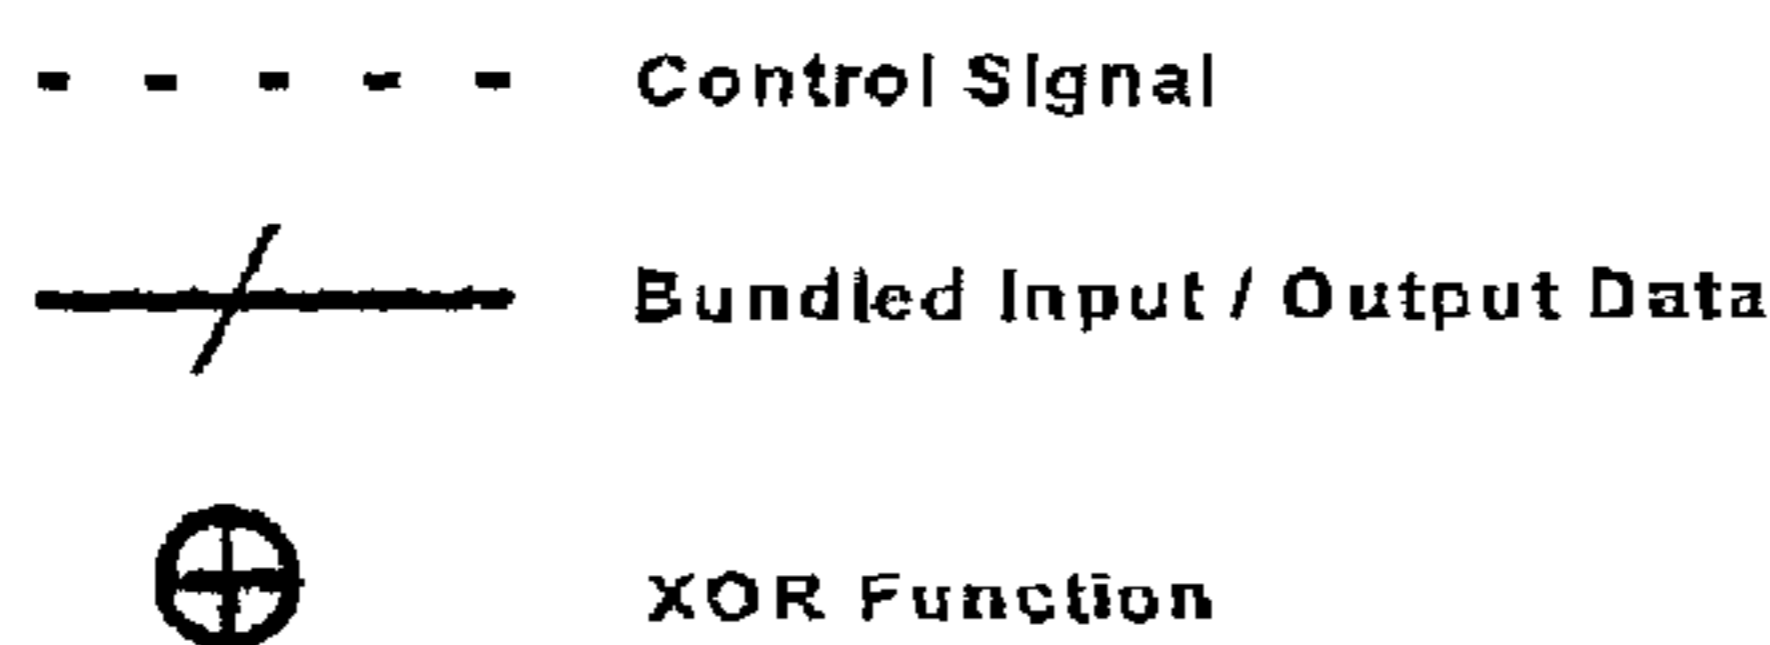 Control Signal
Bundled Input / Output Data
XOR Function